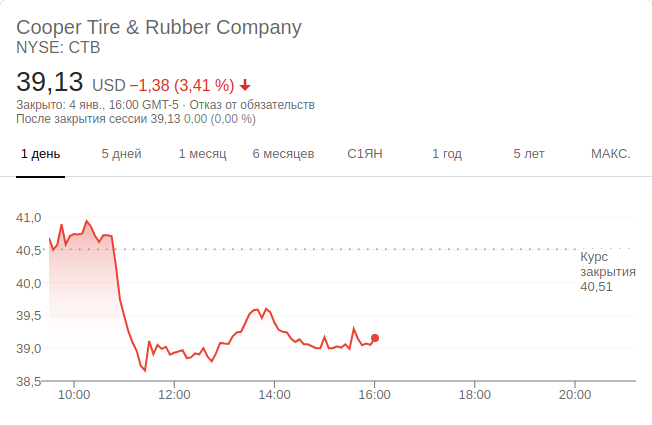 Cooper Tire & Rubber Company
NYSE: CTB
39,13 USD −1,38 (3,41 %)
Закрыто: 4 янв., 16:00 GMT-5 · Отказ от обязательств
После закрытия сессии 39,13 0,00 (0,00 %)
1 день 5 дней 1 месяц 6 месяцев С1ЯН 1 год 5 лет МАКС.
41,0
40,5
Курс
закрытия
40,51
40,0
39,5
39,0
38,5
10:00 12:00 14:00 16:00 18:00 20:00